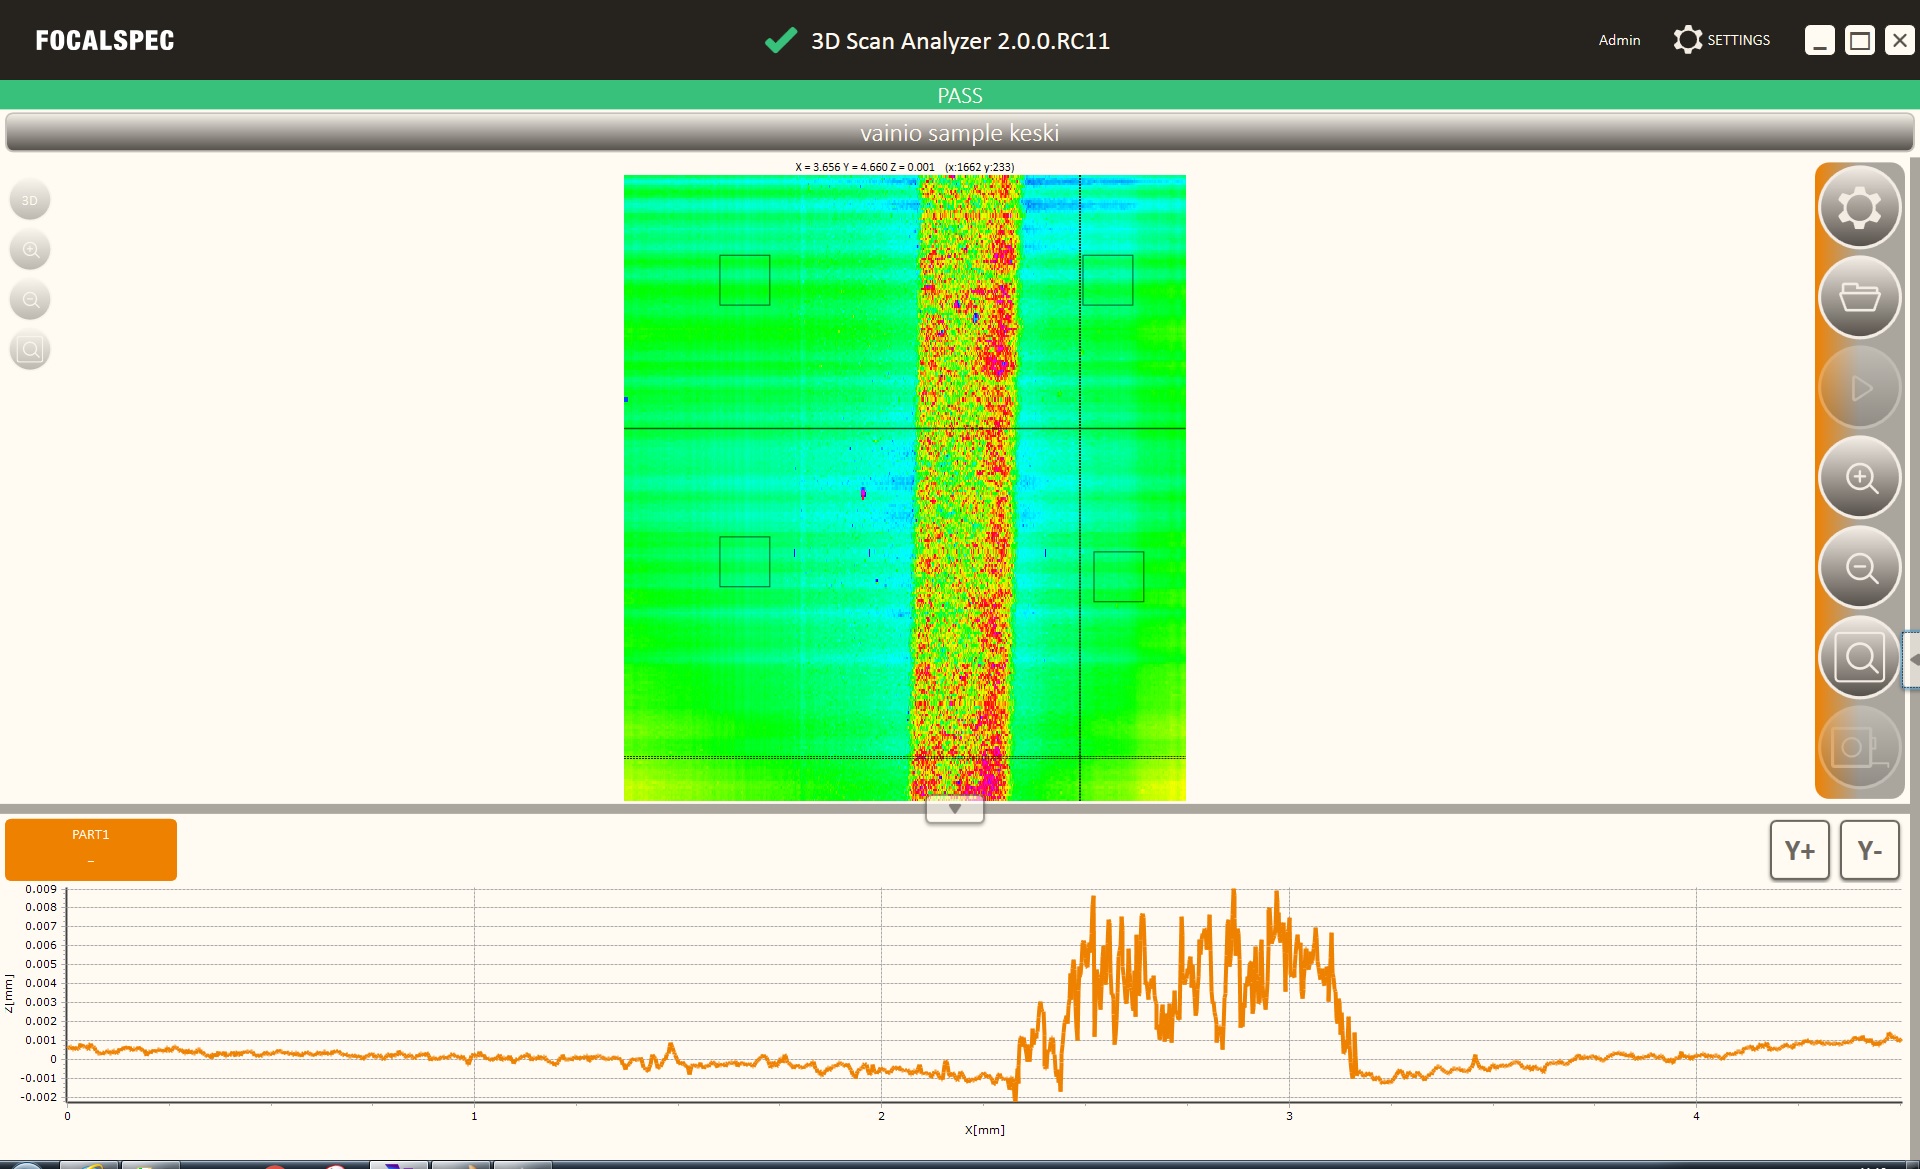 FOCALSPEC
3D Scan Analyzer 2.0.0.RC11
Admin
SETTINGS
PASS
vainio sample keski
X = 3.656 Y = 4.660 Z = 0.001 (x:1662 y:233)
3D
PART1
–
Y+
Y-
0.009
0.008
0.007
0.006
0.005
0.004
0.003
0.002
0.001
0
-0.001
-0.002
Z[mm]
0 1 2 3 4
X[mm]